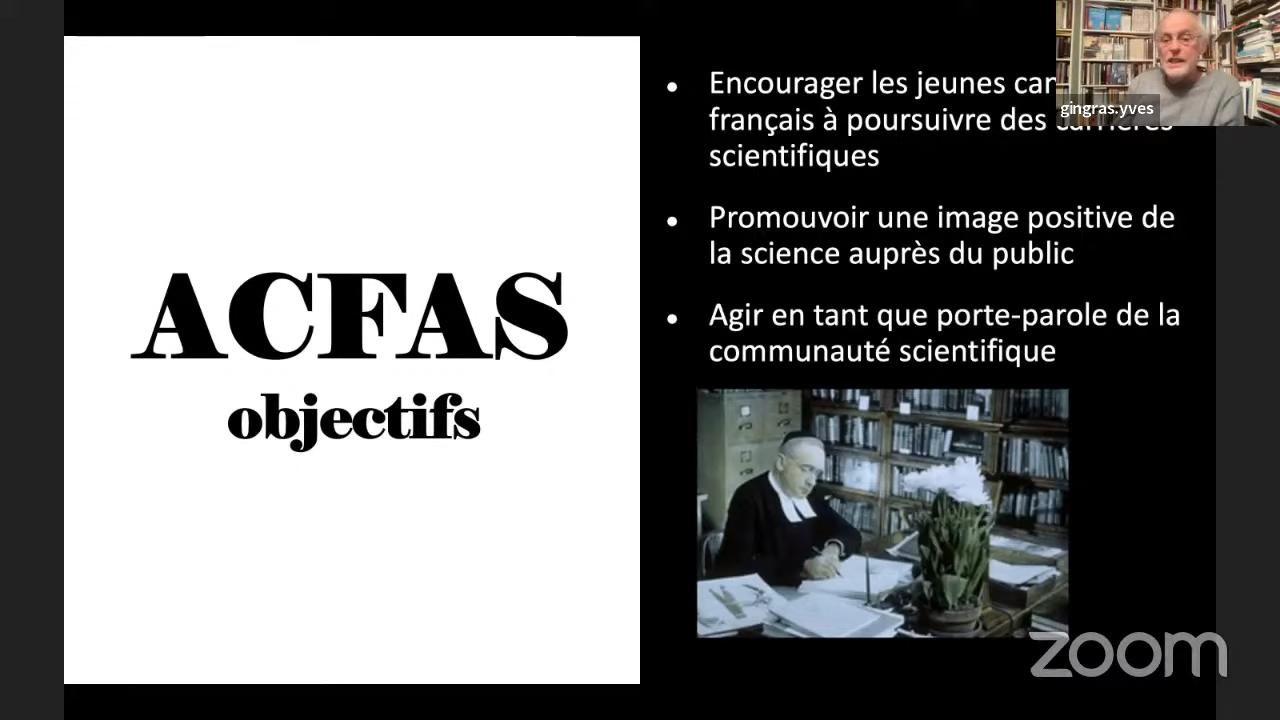 ACFAS
objectifs
Encourager les jeunes
français à poursuivre des carrières
scientifiques
Promouvoir une image positive de
la science auprès du public
Agir en tant que porte-parole de la
communauté scientifique
gingras.yves
zoom